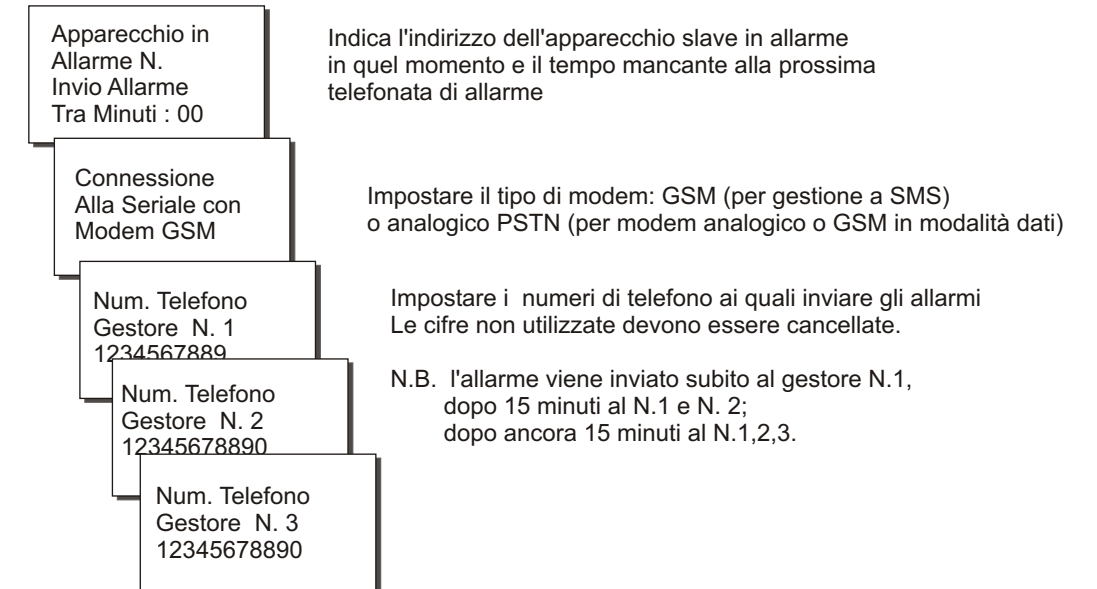 Apparecchio in
Allarme N.
Invio Allarme
Tra Minuti : 00
Indica l'indirizzo dell'apparecchio slave in allarme
in quel momento e il tempo mancante alla prossima
telefonata di allarme
Connessione
Alla Seriale con
Modem GSM
Impostare il tipo di modem: GSM (per gestione a SMS)
o analogico PSTN (per modem analogico o GSM in modalità dati)
Num. Telefono
Gestore N. 1
1234567889
Impostare i numeri di telefono ai quali inviare gli allarmi
Le cifre non utilizzate devono essere cancellate.
N.B. l'allarme viene inviato subito al gestore N.1,
dopo 15 minuti al N.1 e N. 2;
dopo ancora 15 minuti al N.1,2,3.
Num. Telefono
Gestore N. 2
12345678890
Num. Telefono
Gestore N. 3
12345678890